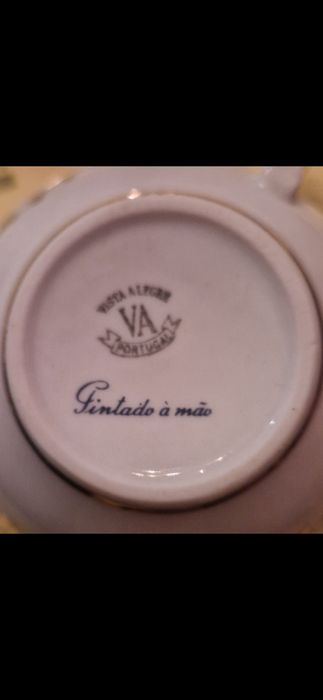 VISTA ALEGRE
VA
PORTUGAL
Pintado à mão